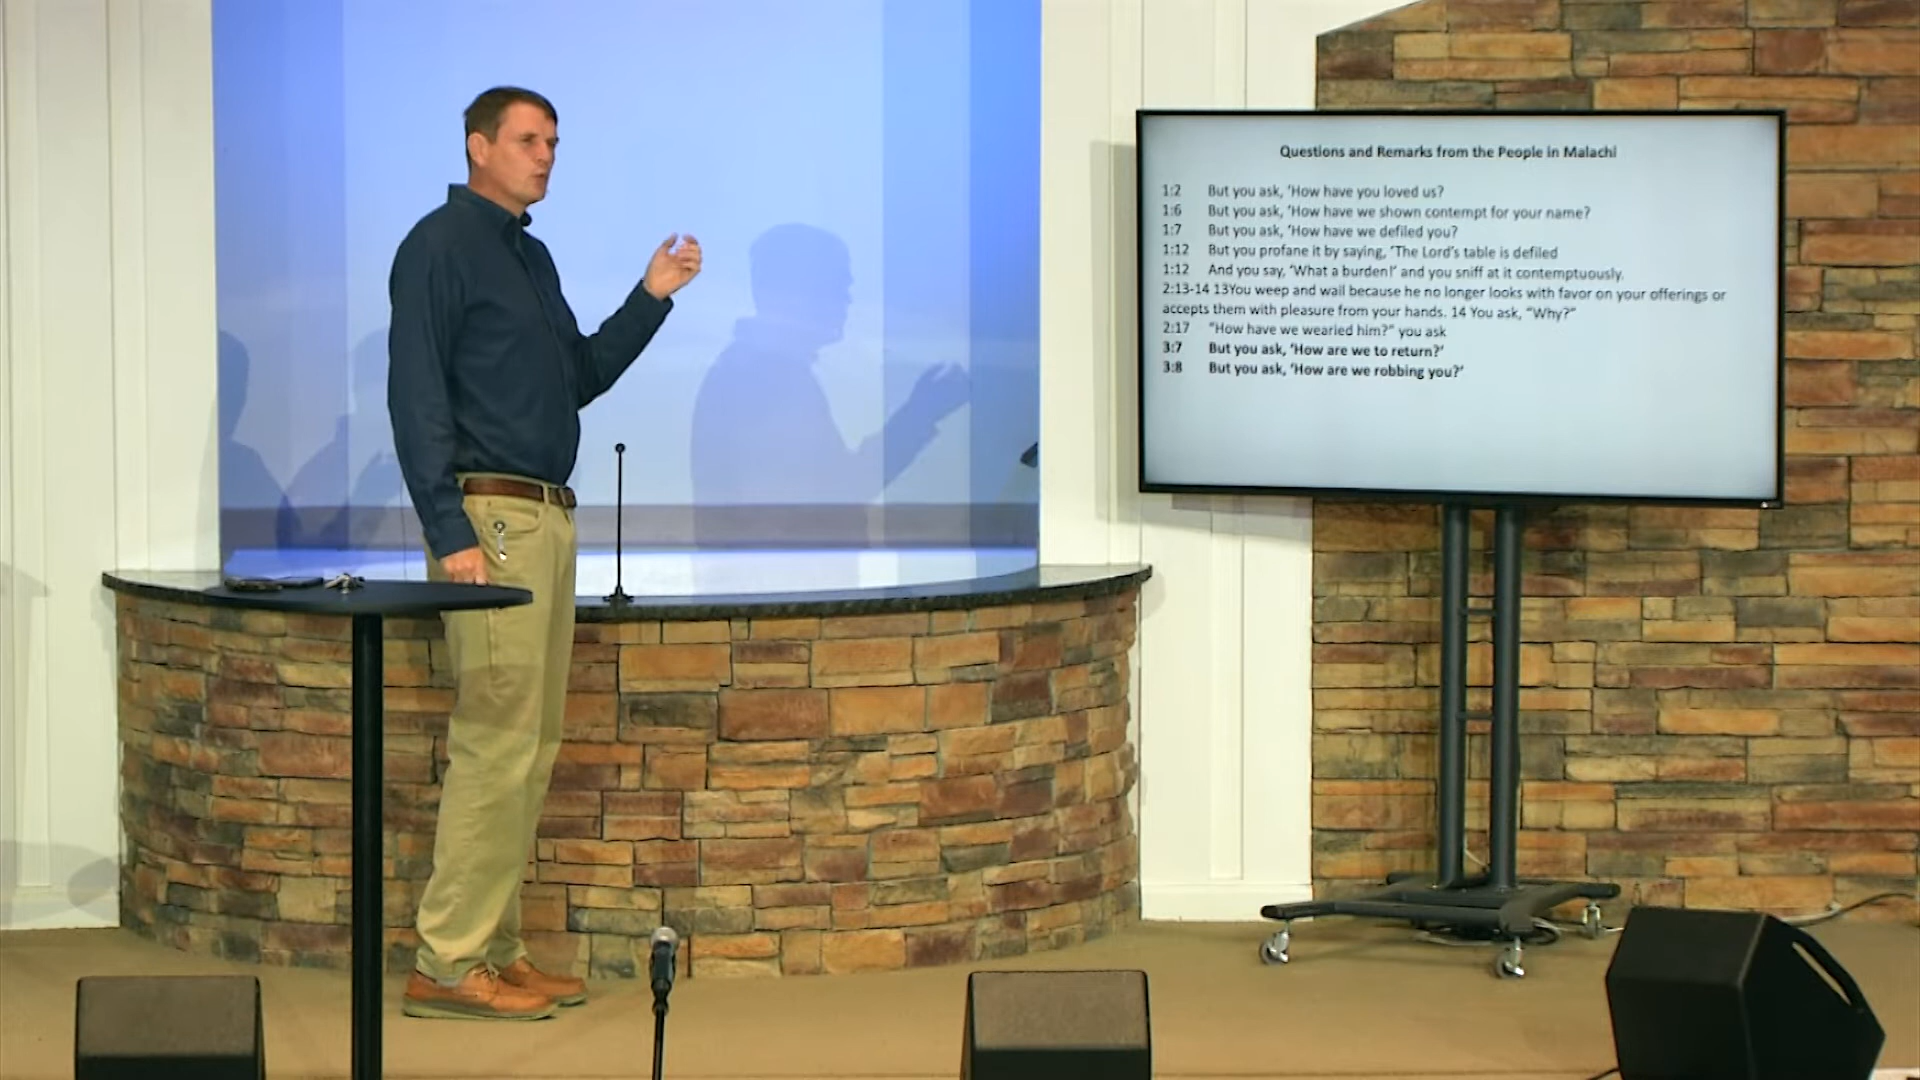 Questions and Remarks from the People in Malachi
1:2 But you ask, ‘How have you loved us?
1:6 But you ask, ‘How have we shown contempt for your name?
1:7 But you ask, ‘How have we defiled you?
1:12 But you profane it by saying, ‘The Lord’s table is defiled
1:12 And you say, ‘What a burden!’ and you sniff at it contemptuously.
2:13-14 13You weep and wail because he no longer looks with favor on your offerings or
accepts them with pleasure from your hands. 14 You ask, “Why?”
2:17 “How have we wearied him?” you ask
3:7 But you ask, ‘How are we to return?’
3:8 But you ask, ‘How are we robbing you?’